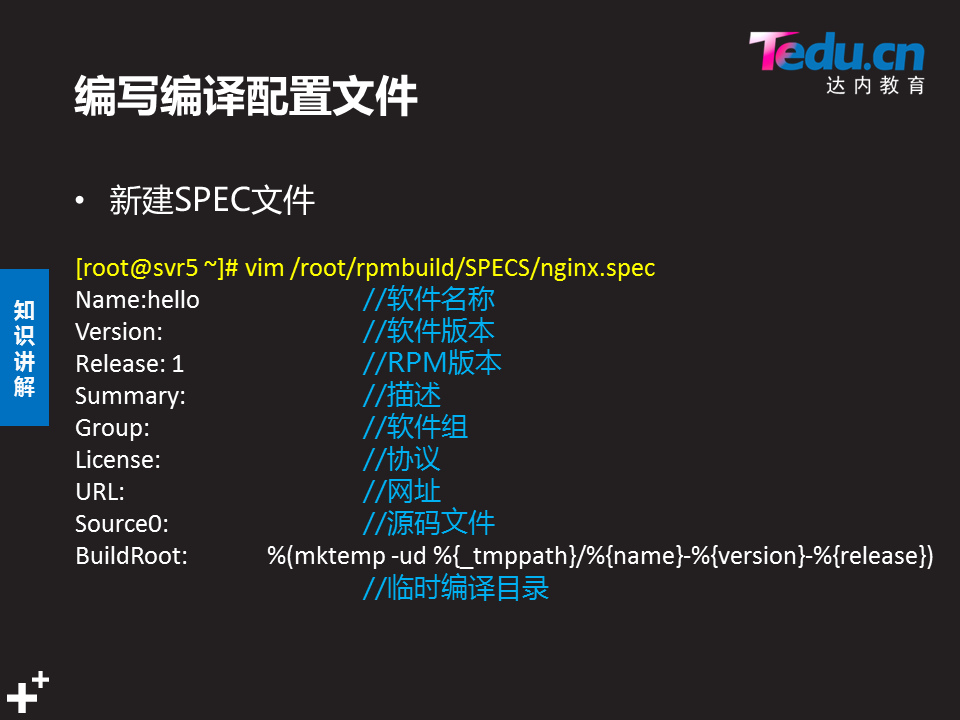 Tedu.cn
达内教育
编写编译配置文件
• 新建SPEC文件
[root@svr5 ~]# vim /root/rpmbuild/SPECS/nginx.spec
Name:hello //软件名称
Version: //软件版本
Release: 1 //RPM版本
Summary: //描述
Group: //软件组
License: //协议
URL: //网址
Source0: //源码文件
BuildRoot: %(mktemp -ud %{_tmppath}/%{name}-%{version}-%{release})
//临时编译目录
知识讲解